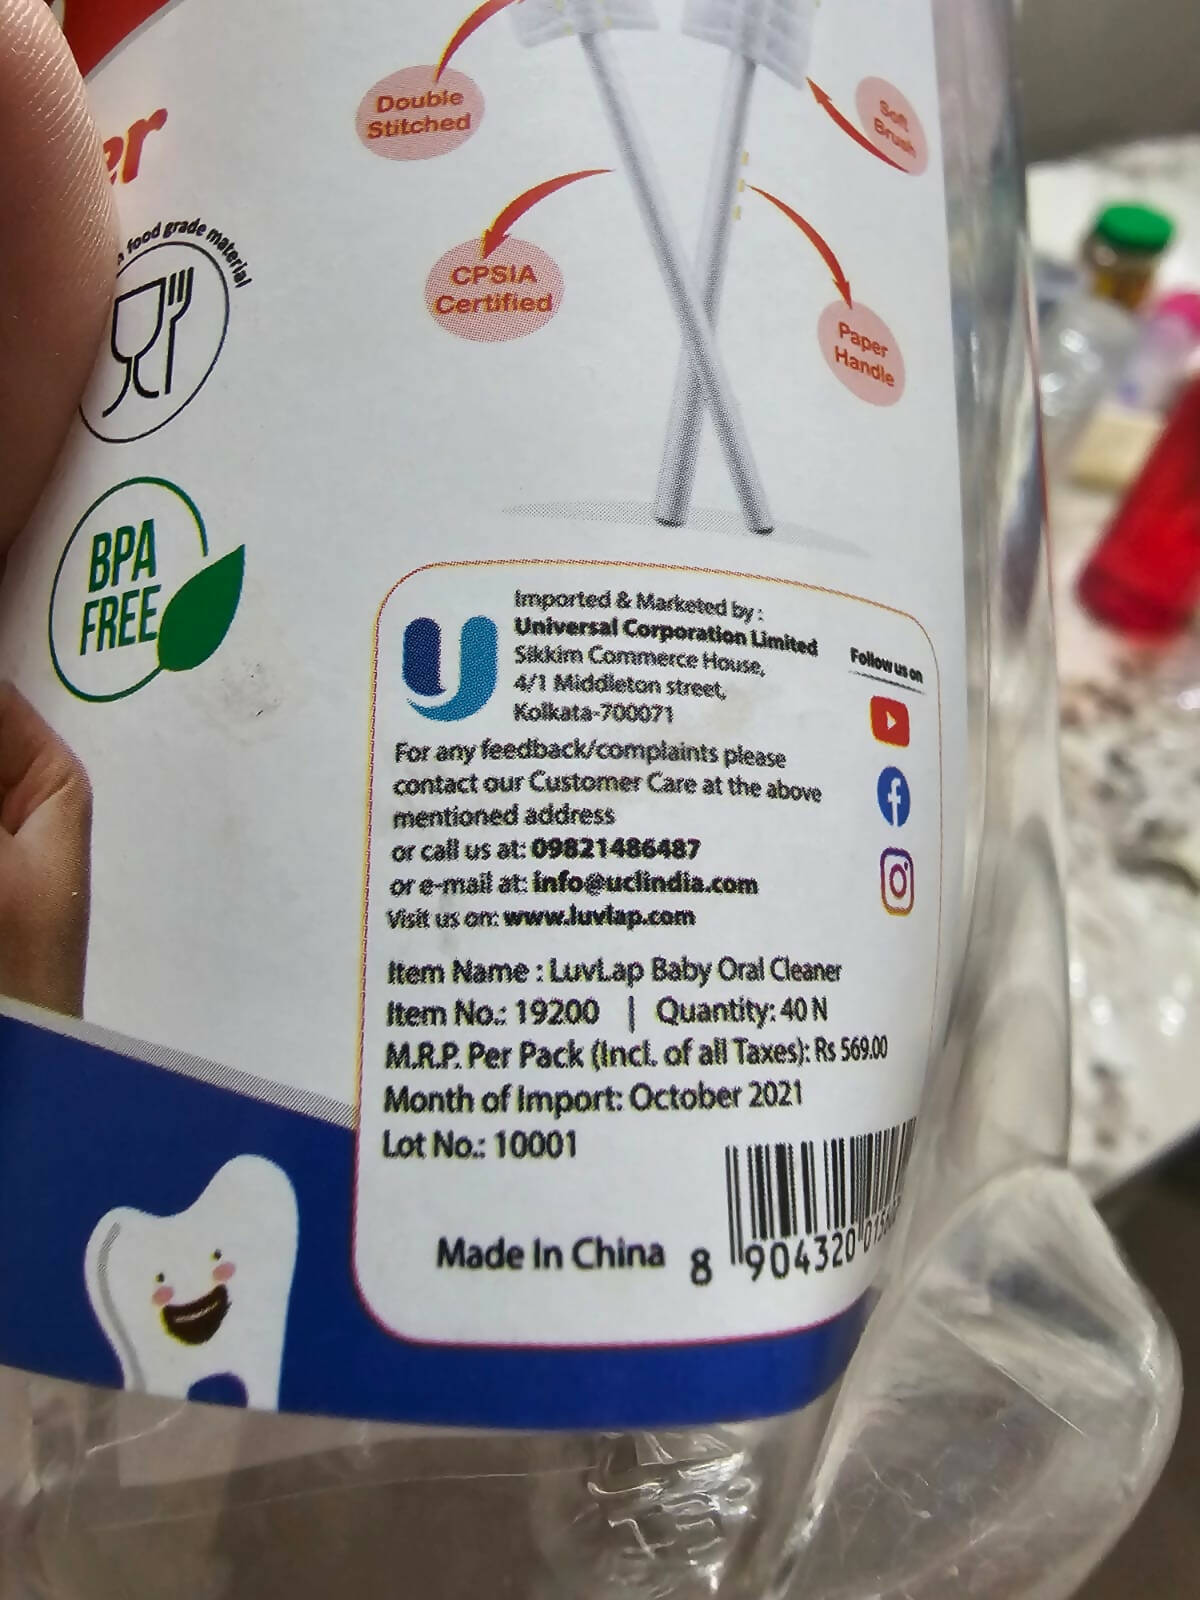 Double
Stitched
Soft
Brush
er
food grade material
CPSIA
Certified
Paper
Handle
BPA
FREE
Imported & Marketed by :
Universal Corporation Limited
Sikkim Commerce House,
4/1 Middleton street,
Kolkata-700071
Follow us on
For any feedback/complaints please
contact our Customer Care at the above
mentioned address
or call us at: 09821486487
or e-mail at: info@uclindia.com
Visit us on: www.luvlap.com
Item Name : LuvLap Baby Oral Cleaner
Item No.: 19200 | Quantity: 40 N
M.R.P. Per Pack (Incl. of all Taxes): Rs 569.00
Month of Import: October 2021
Lot No.: 10001
Made In China
8 904320